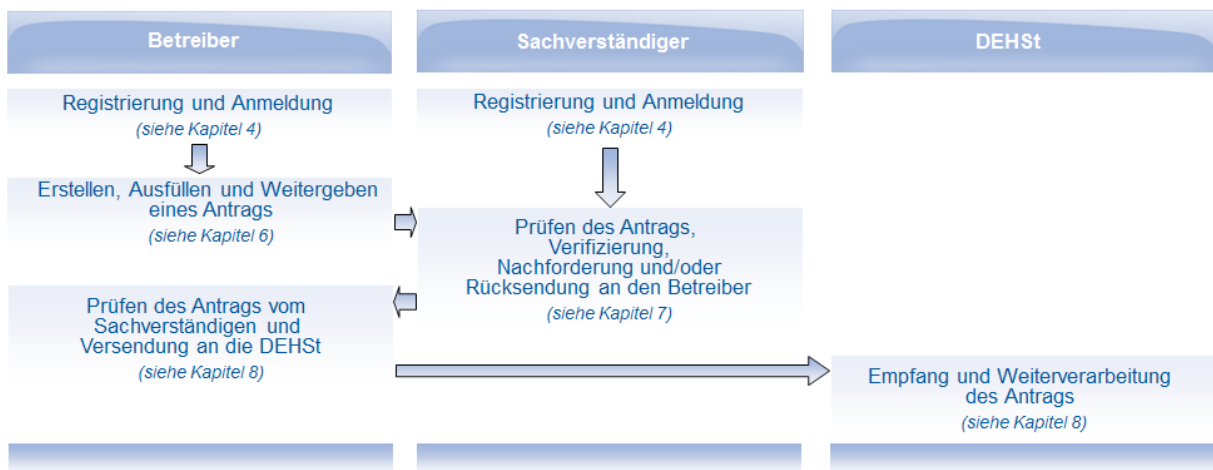 Betreiber
Sachverständiger
DEHSt
Registrierung und Anmeldung
(siehe Kapitel 4)
Registrierung und Anmeldung
(siehe Kapitel 4)
Erstellen, Ausfüllen und Weitergeben
eines Antrags
(siehe Kapitel 6)
Prüfen des Antrags,
Verifizierung,
Nachforderung und/oder
Rücksendung an den Betreiber
(siehe Kapitel 7)
Prüfen des Antrags vom
Sachverständigen und
Versendung an die DEHSt
(siehe Kapitel 8)
Empfang und Weiterverarbeitung
des Antrags
(siehe Kapitel 8)